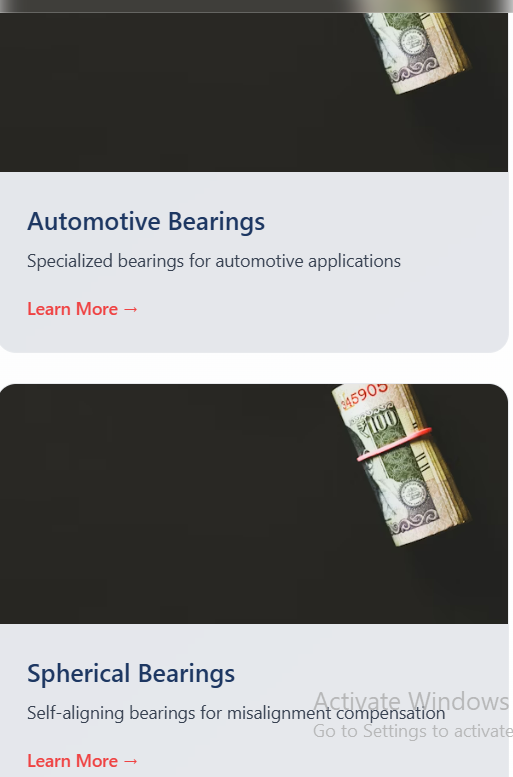 Automotive Bearings
Specialized bearings for automotive applications
Learn More →
345905
₹100
Spherical Bearings
Self-aligning bearings for misalignment compensation
Learn More →
Activate Windows
Go to Settings to activate